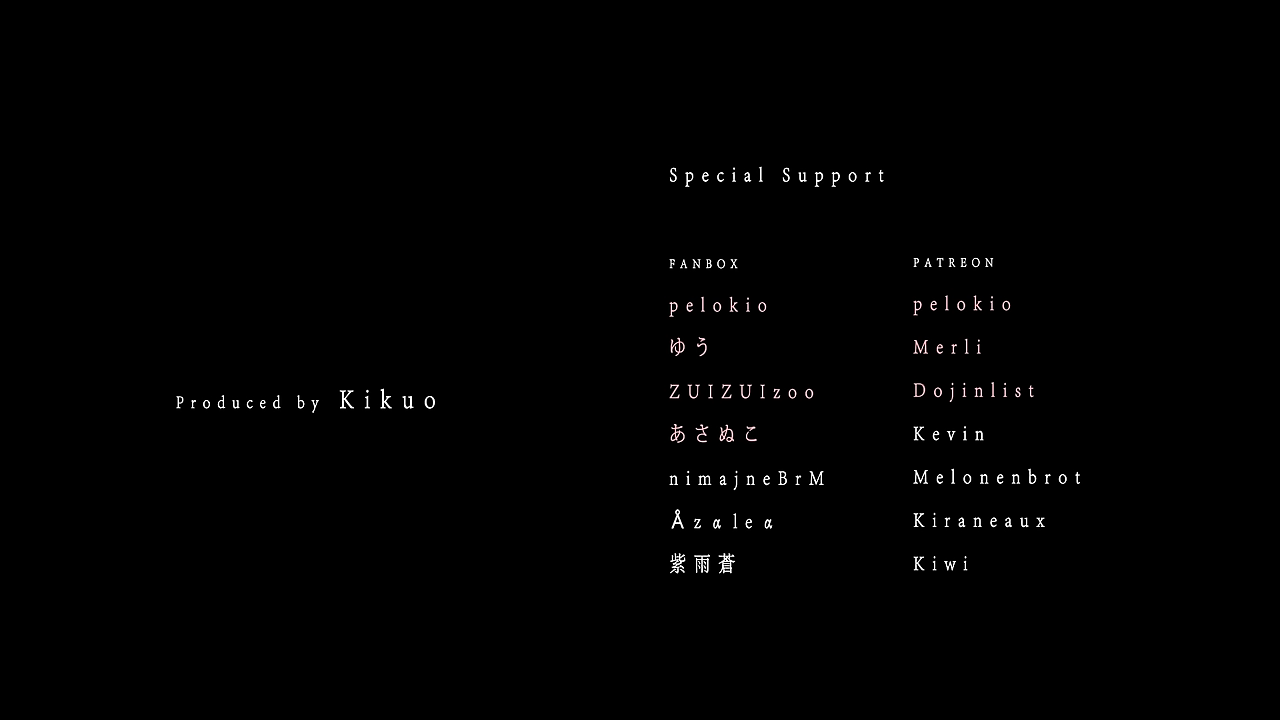 Produced by Kikuo
Special Support
FANBOX
pelokio
ゆう
ZUIZUIzoo
あさぬこ
nimajneBrM
Åzαleα
紫雨蒼
PATREON
pelokio
Merli
Dojinlist
Kevin
Melonenbrot
Kiraneaux
Kiwi